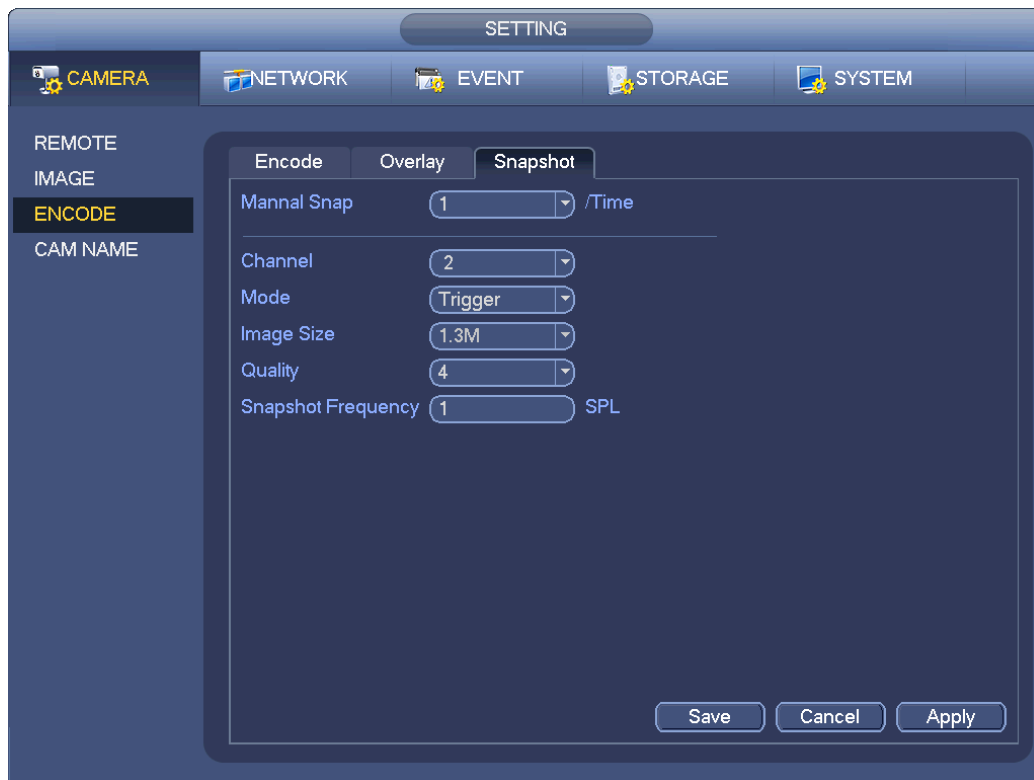 SETTING
CAMERA NETWORK EVENT STORAGE SYSTEM
REMOTE
IMAGE
ENCODE
CAM NAME
Encode Overlay Snapshot
Mannal Snap 1 /Time
Channel 2
Mode Trigger
Image Size 1.3M
Quality 4
Snapshot Frequency 1 SPL
Save Cancel Apply